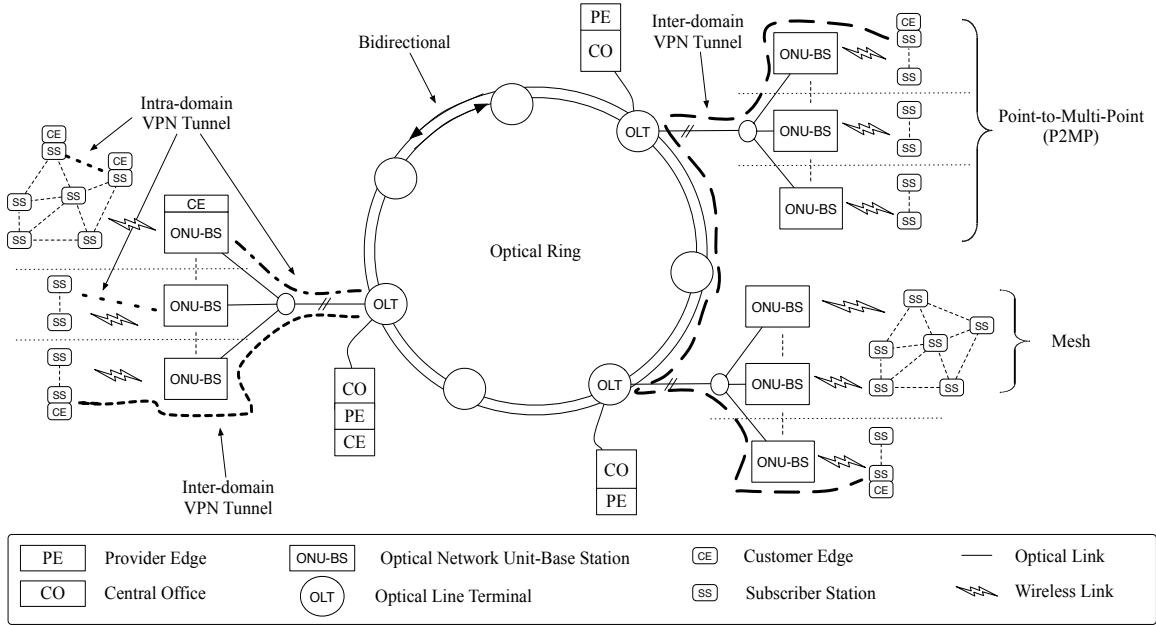 PE
CO
Inter-domain
VPN Tunnel
CE
SS
ONU-BS
SS
Bidirectional
Intra-domain
VPN Tunnel
OLT
ONU-BS
SS
SS
Point-to-Multi-Point
(P2MP)
CE
SS
CE
SS
SS
SS
SS
SS
CE
ONU-BS
ONU-BS
SS
SS
Optical Ring
SS
SS
ONU-BS
OLT
ONU-BS
SS
SS
SS
SS
SS
SS
Mesh
SS
SS
CE
ONU-BS
CO
PE
CE
OLT
ONU-BS
CO
PE
ONU-BS
SS
SS
CE
Inter-domain
VPN Tunnel
PE Provider Edge
ONU-BS Optical Network Unit-Base Station
CE Customer Edge
Optical Link
CO Central Office
OLT Optical Line Terminal
SS Subscriber Station
Wireless Link